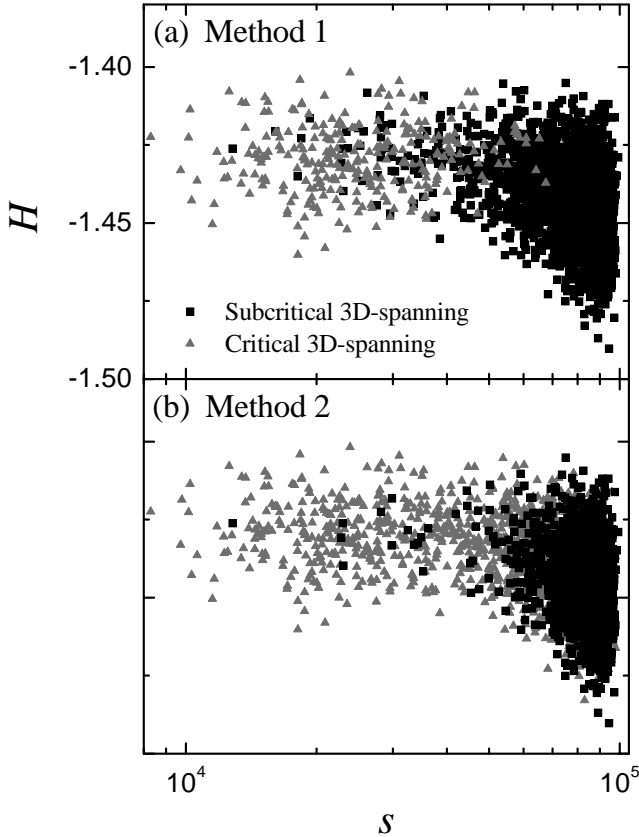 (a) Method 1
-1.40
-1.45
H
Subcritical 3D-spanning
Critical 3D-spanning
-1.50
(b) Method 2
10^4
10^5
s